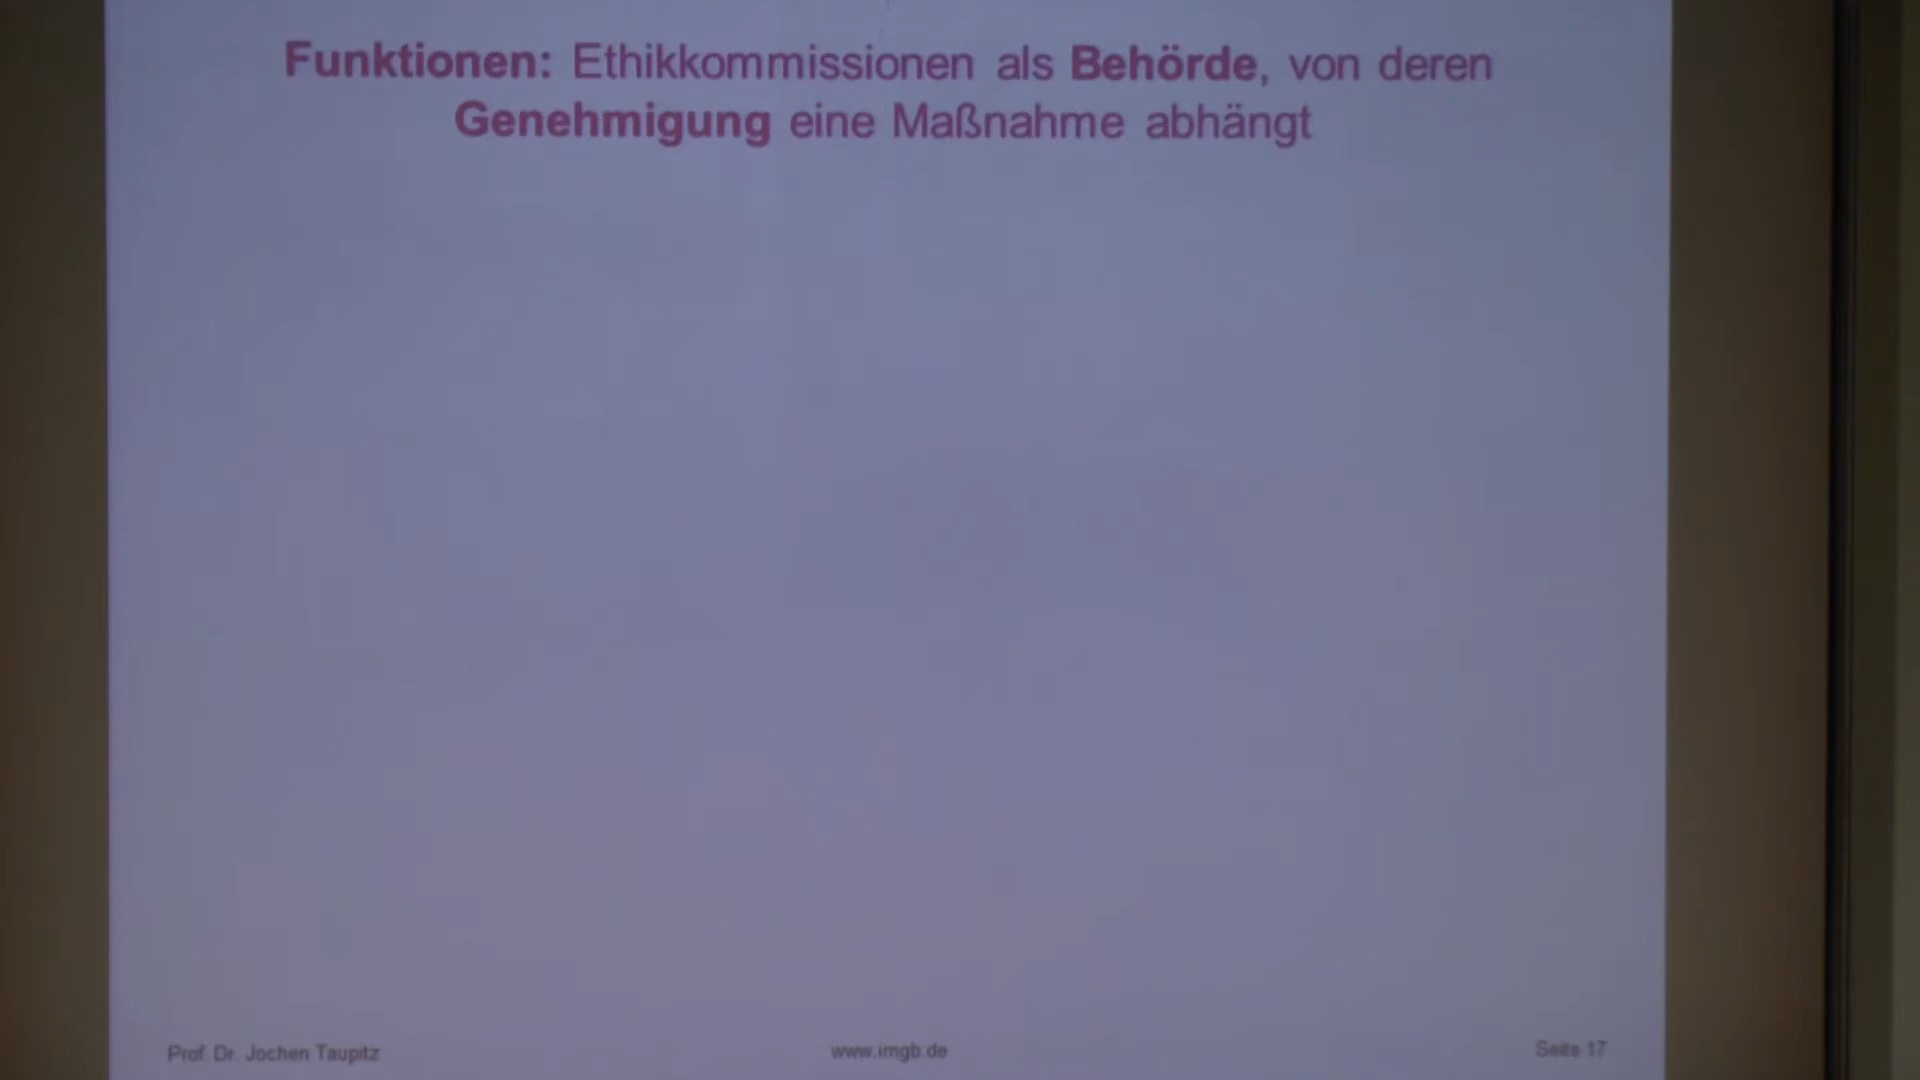 Funktionen: Ethikkommissionen als Behörde, von deren
Genehmigung eine Maßnahme abhängt
Prof. Dr. Jochen Taupitz
www.imgb.de
Seite 17